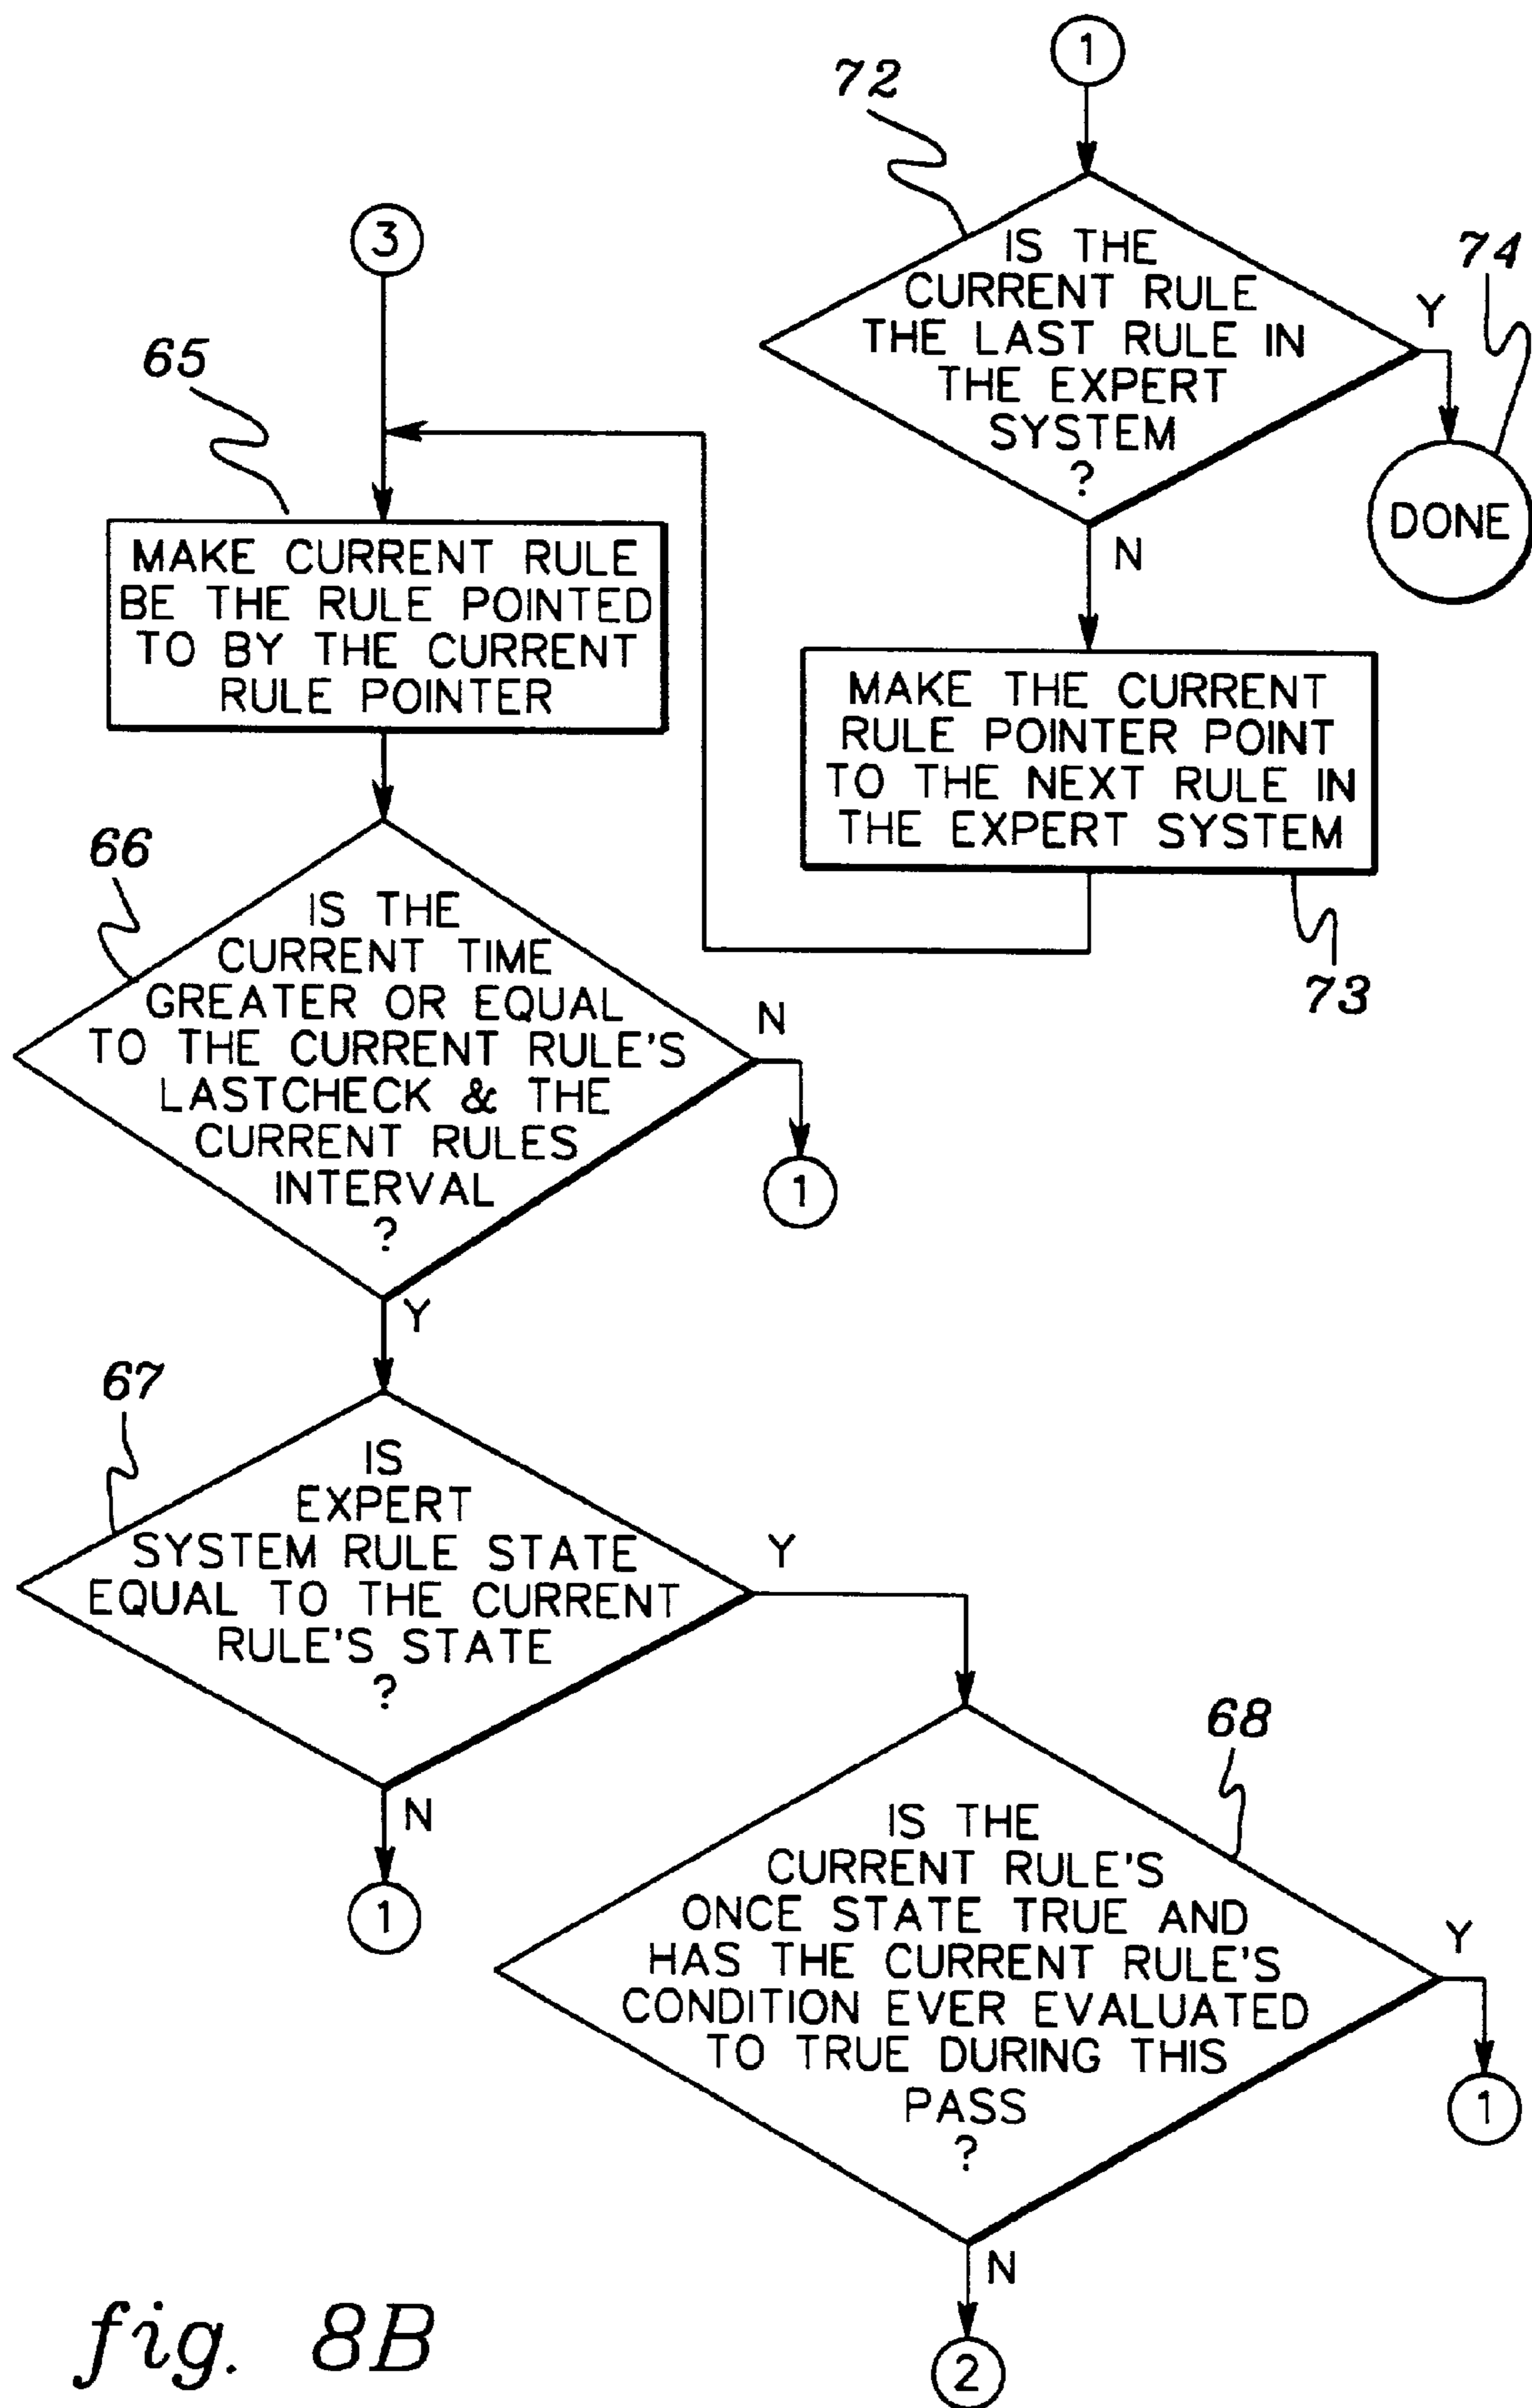 1
72
IS THE
CURRENT RULE
THE LAST RULE IN
THE EXPERT
SYSTEM
?
Y
74
DONE
N
MAKE THE CURRENT
RULE POINTER POINT
TO THE NEXT RULE IN
THE EXPERT SYSTEM
73
3
65
MAKE CURRENT RULE
BE THE RULE POINTED
TO BY THE CURRENT
RULE POINTER
66
IS THE
CURRENT TIME
GREATER OR EQUAL
TO THE CURRENT RULE'S
LASTCHECK & THE
CURRENT RULES
INTERVAL
?
N
1
Y
67
IS
EXPERT
SYSTEM RULE STATE
EQUAL TO THE CURRENT
RULE'S STATE
?
Y
N
1
68
IS THE
CURRENT RULE'S
ONCE STATE TRUE AND
HAS THE CURRENT RULE'S
CONDITION EVER EVALUATED
TO TRUE DURING THIS
PASS
?
Y
1
N
2
fig. 8B